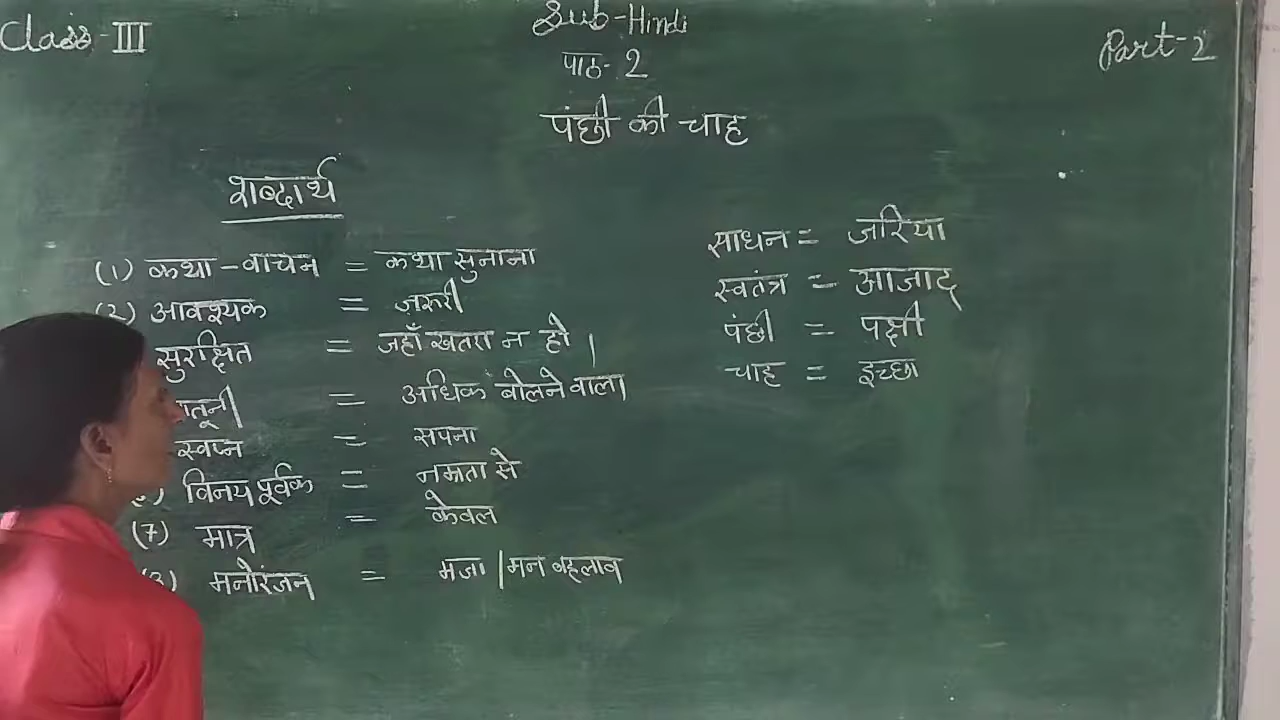 Class-III
Sub-Hindi
Part-2
पाठ-2
पंछी की चाह
शब्दार्थ
(1) कथा-वाचन = कथा सुनाना
(2) आवश्यक = ज़रूरी
सुरक्षित = जहाँ खतरा न हो।
तूनी = अधिक बोलने वाला
स्वप्न = सपना
विनयपूर्वक = नम्रता से
(7) मात्र = केवल
मनोरंजन = मजा/मन बहलाव
साधन = जरिया
स्वतंत्र = आजाद्
पंछी = पक्षी
चाह = इच्छा